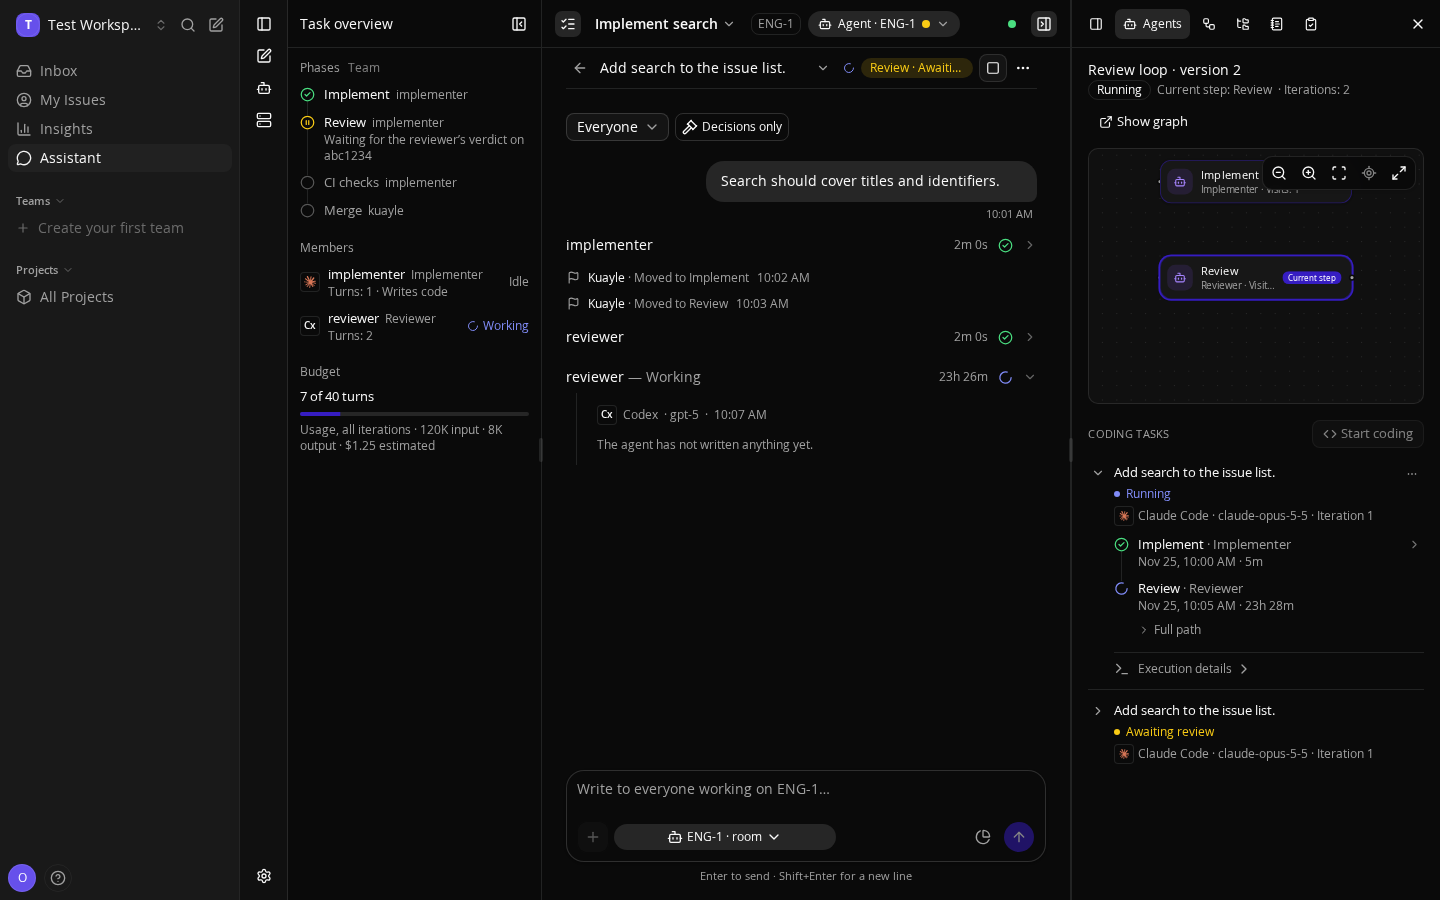 T Test Worksp...
Inbox
My Issues
Insights
Assistant
Teams
Create your first team
Projects
All Projects
O
Task overview
Phases Team
Implement implementer
Review implementer
Waiting for the reviewer's verdict on
abc1234
CI checks implementer
Merge kuayle
Members
implementer Implementer
Turns: 1 · Writes code
Idle
Cx reviewer Reviewer
Turns: 2
Working
Budget
7 of 40 turns
Usage, all iterations · 120K input · 8K
output · $1.25 estimated
Implement search ENG-1 Agent · ENG-1
Add search to the issue list. Review · Awaiti...
Everyone Decisions only
Search should cover titles and identifiers.
10:01 AM
implementer 2m 0s
Kuayle · Moved to Implement 10:02 AM
Kuayle · Moved to Review 10:03 AM
reviewer 2m 0s
reviewer — Working 23h 26m
Cx Codex · gpt-5 · 10:07 AM
The agent has not written anything yet.
Write to everyone working on ENG-1...
ENG-1 · room
Enter to send · Shift+Enter for a new line
Agents
Review loop · version 2
Running Current step: Review · Iterations: 2
Show graph
Implement
Implementer · Visits: 1
Review
Reviewer · Visit...
Current step
CODING TASKS Start coding
Add search to the issue list. ...
Running
Claude Code · claude-opus-5-5 · Iteration 1
Implement · Implementer
Nov 25, 10:00 AM · 5m
Review · Reviewer
Nov 25, 10:05 AM · 23h 28m
Full path
Execution details
Add search to the issue list.
Awaiting review
Claude Code · claude-opus-5-5 · Iteration 1